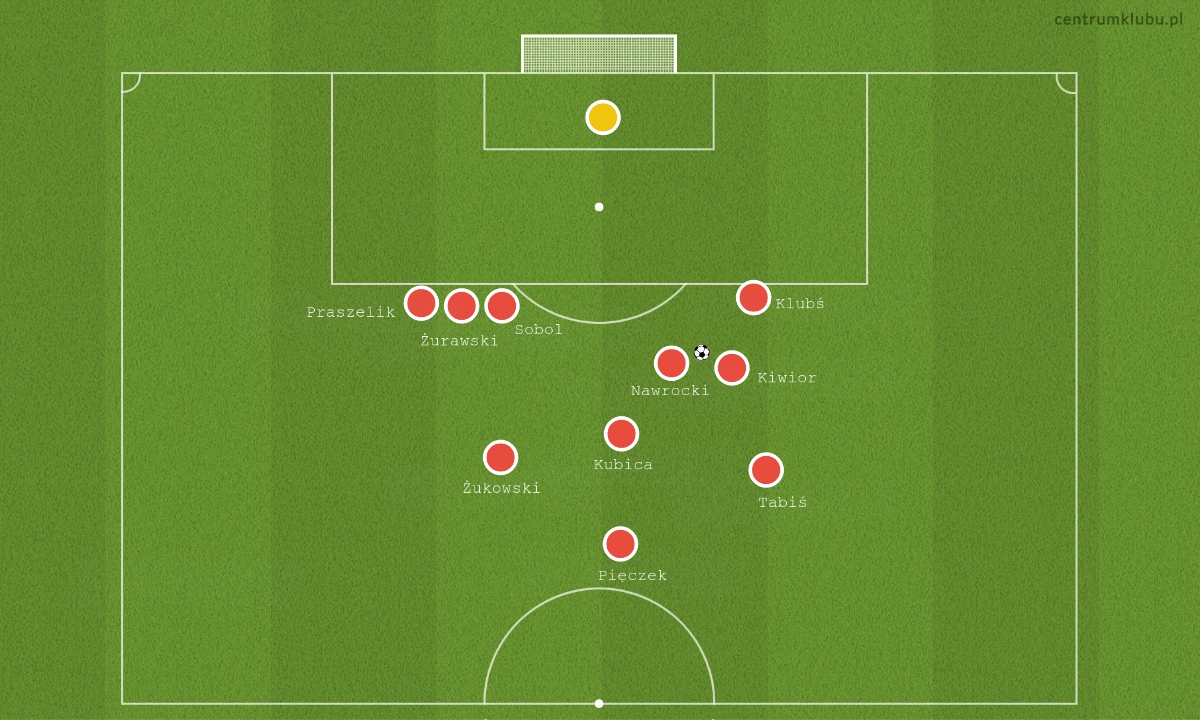 centrumklubu.pl
Praszelik
Żurawski
Sobol
Klubś
Nawrocki
Kiwior
Kubica
Żukowski
Tabiś
Pięczek